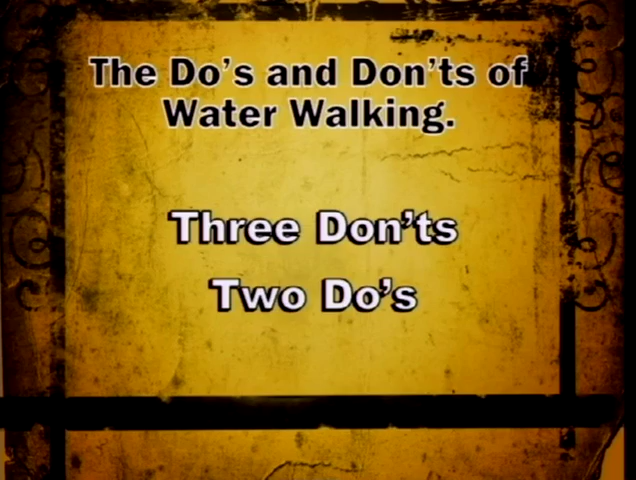 The Do's and Don'ts of
Water Walking.
Three Don'ts
Two Do's